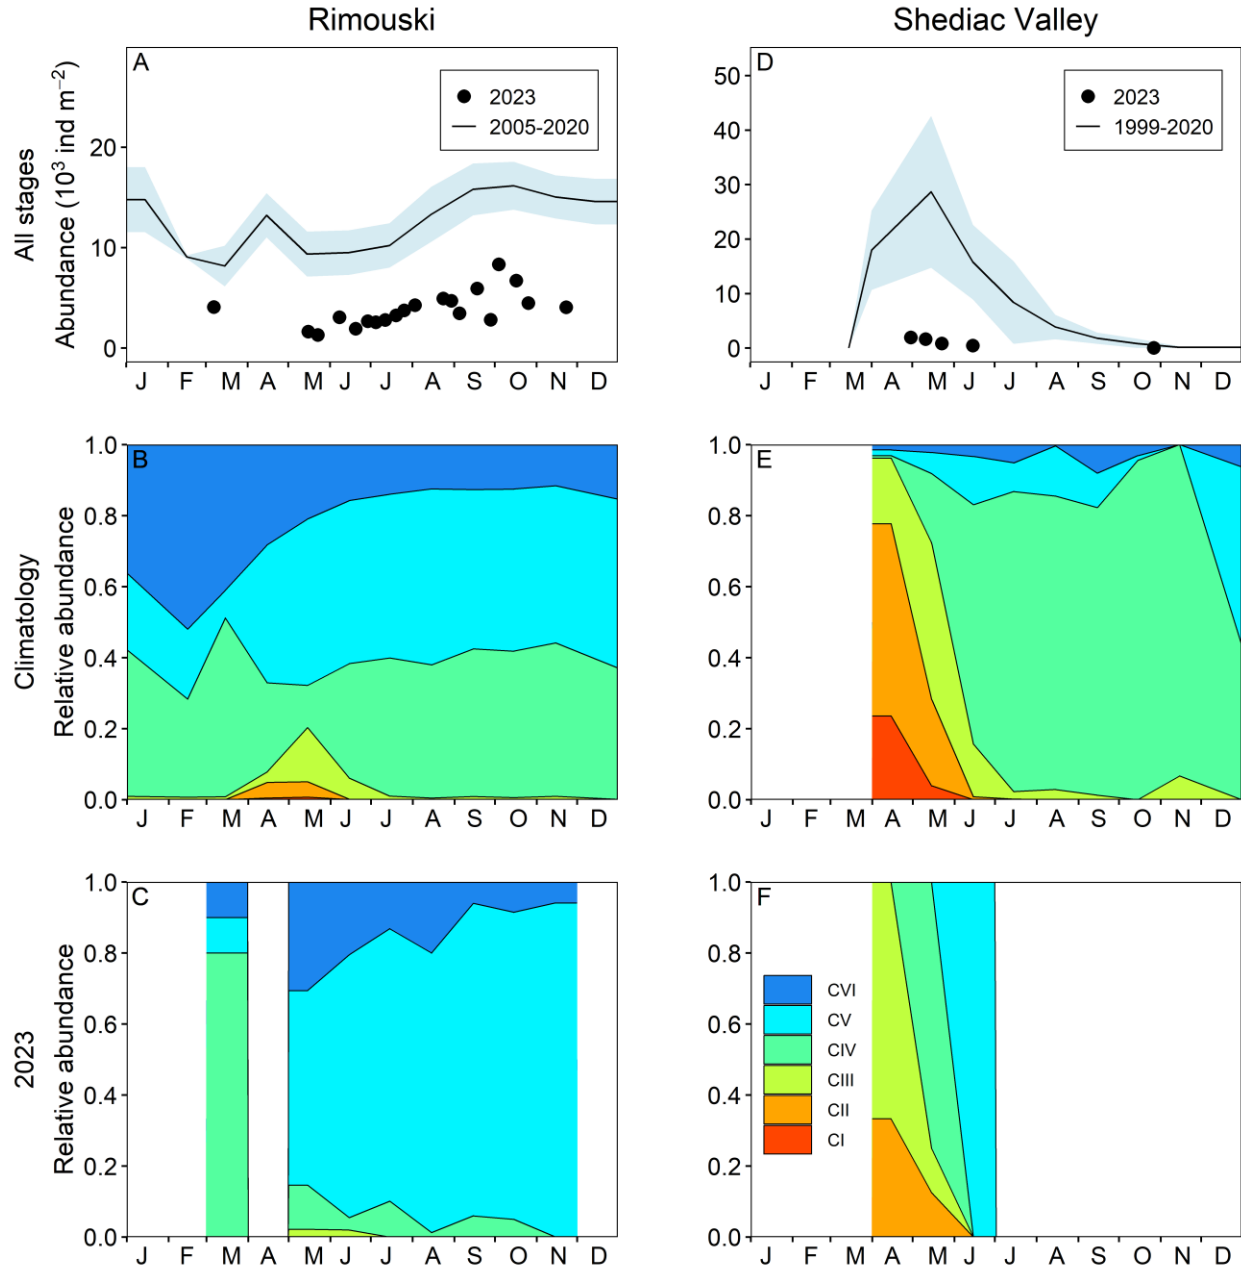 Rimouski
Shediac Valley
All stages
Abundance (10³ ind m⁻²)
A
2023
2005-2020
20
10
0
J F M A M J J A S O N D
D
2023
1999-2020
50
40
30
20
10
0
J F M A M J J A S O N D
Climatology
Relative abundance
B
1.0
0.8
0.6
0.4
0.2
0.0
J F M A M J J A S O N D
E
1.0
0.8
0.6
0.4
0.2
0.0
J F M A M J J A S O N D
2023
Relative abundance
C
1.0
0.8
0.6
0.4
0.2
0.0
J F M A M J J A S O N D
F
1.0
0.8
0.6
0.4
0.2
0.0
CVI
CV
CIV
CIII
CII
CI
J F M A M J J A S O N D